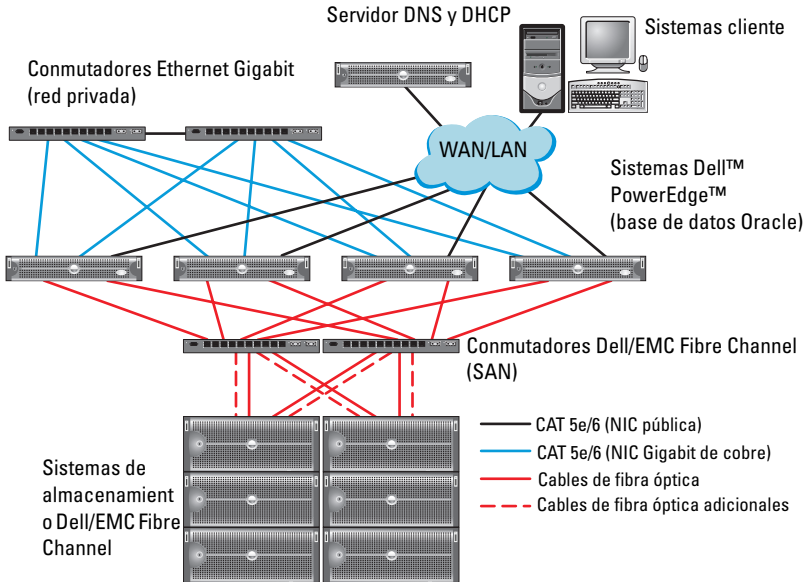 Servidor DNS y DHCP
Sistemas cliente
Conmutadores Ethernet Gigabit
(red privada)
WAN/LAN
Sistemas Dell™
PowerEdge™
(base de datos Oracle)
Conmutadores Dell/EMC Fibre Channel
(SAN)
CAT 5e/6 (NIC pública)
CAT 5e/6 (NIC Gigabit de cobre)
Cables de fibra óptica
Cables de fibra óptica adicionales
Sistemas de
almacenamient
o Dell/EMC Fibre
Channel